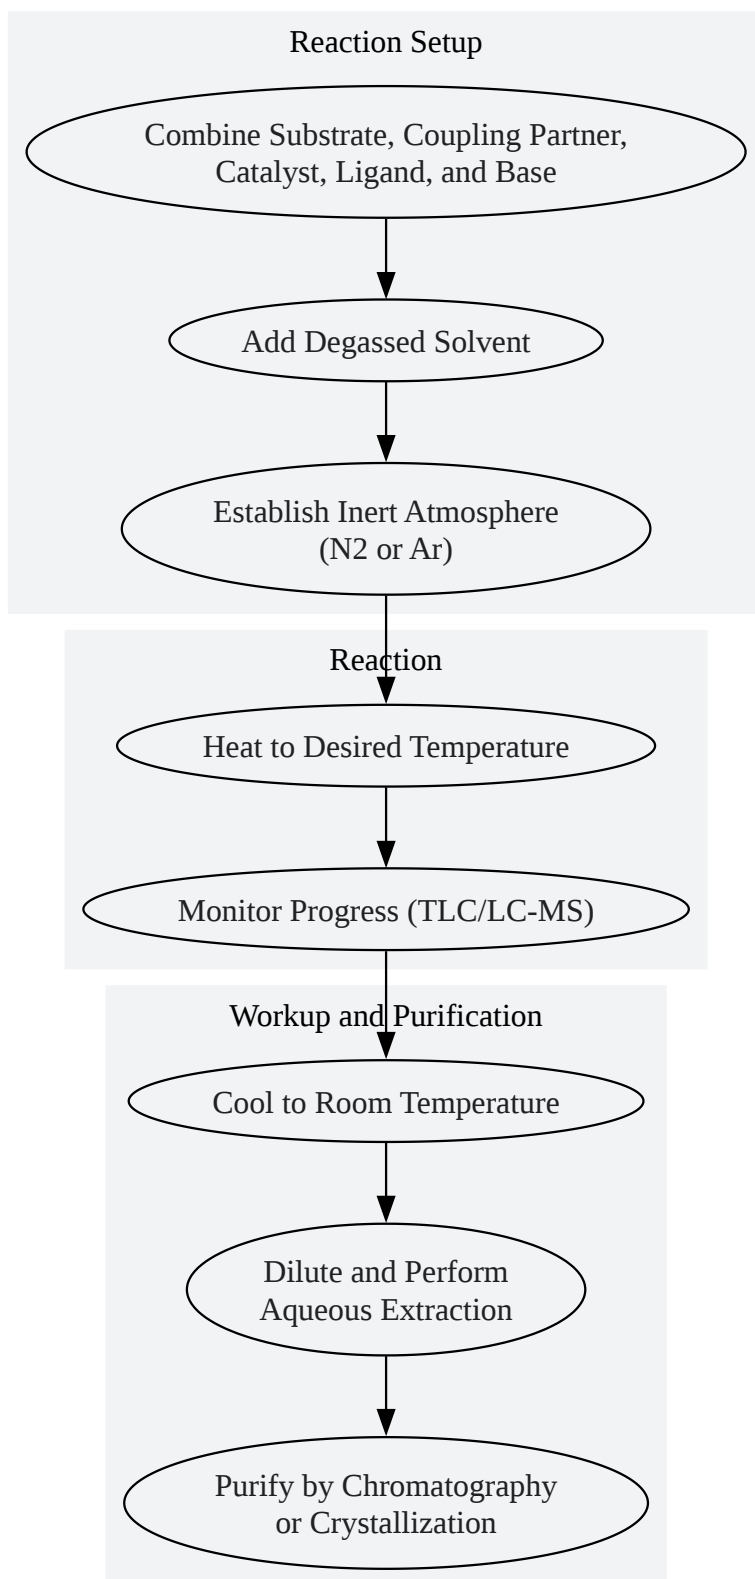 Reaction Setup
Combine Substrate, Coupling Partner,
Catalyst, Ligand, and Base
Add Degassed Solvent
Establish Inert Atmosphere
(N2 or Ar)
Reaction
Heat to Desired Temperature
Monitor Progress (TLC/LC-MS)
Workup and Purification
Cool to Room Temperature
Dilute and Perform
Aqueous Extraction
Purify by Chromatography
or Crystallization